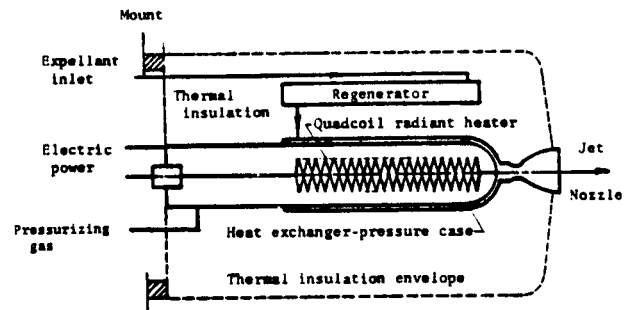 Mount
Expellant
inlet
Regenerator
Thermal
insulation
Quadcoil radiant heater
Electric
power
Jet
Nozzle
Pressurizing
gas
Heat exchanger-pressure case
Thermal insulation envelope